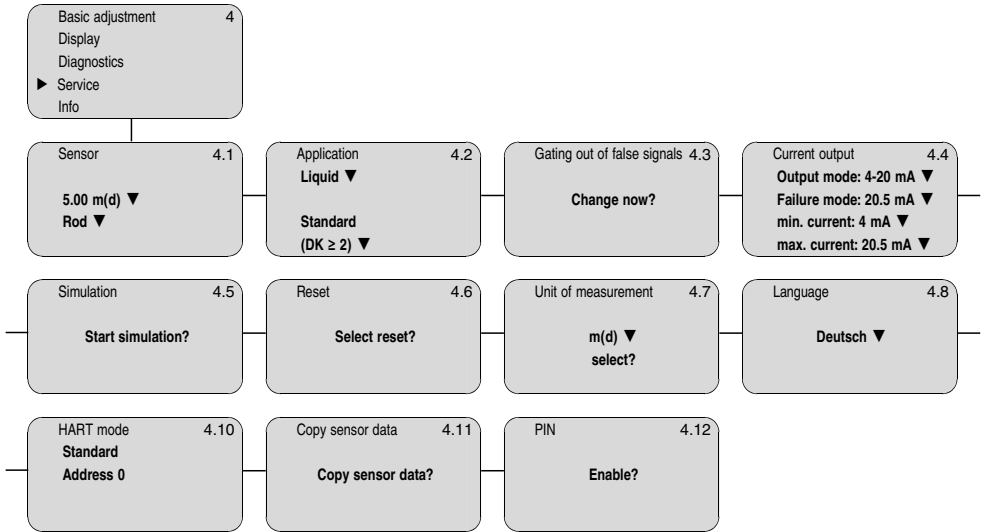 Basic adjustment 4
Display
Diagnostics
▶ Service
Info
Sensor 4.1
5.00 m(d) ▼
Rod ▼
Application 4.2
Liquid ▼
Standard
(DK ≥ 2) ▼
Gating out of false signals 4.3
Change now?
Current output 4.4
Output mode: 4-20 mA ▼
Failure mode: 20.5 mA ▼
min. current: 4 mA ▼
max. current: 20.5 mA ▼
Simulation 4.5
Start simulation?
Reset 4.6
Select reset?
Unit of measurement 4.7
m(d) ▼
select?
Language 4.8
Deutsch ▼
HART mode 4.10
Standard
Address 0
Copy sensor data 4.11
Copy sensor data?
PIN 4.12
Enable?